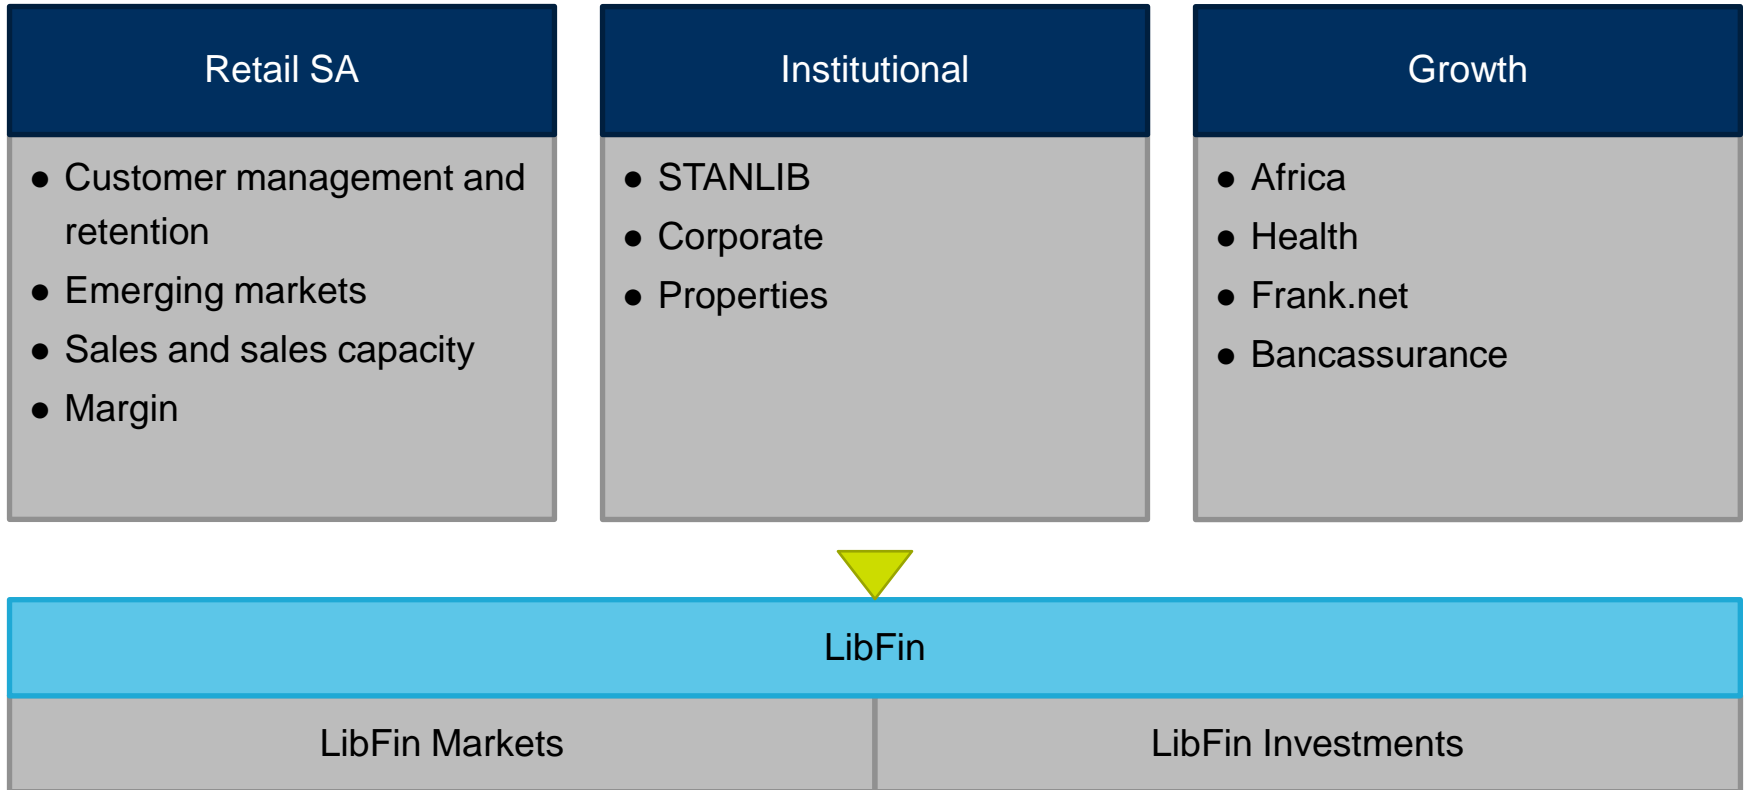 Retail SA
● Customer management and
retention
● Emerging markets
● Sales and sales capacity
● Margin
Institutional
● STANLIB
● Corporate
● Properties
Growth
● Africa
● Health
● Frank.net
● Bancassurance
LibFin
LibFin Markets
LibFin Investments